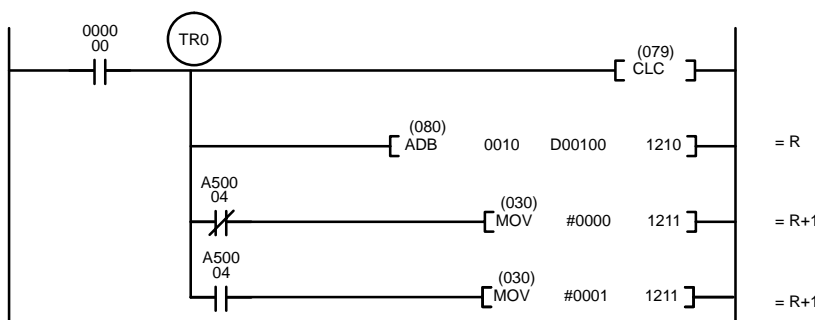 0000
00
TR0
(079)
CLC
(080)
ADB 0010 D00100 1210
= R
A500
04
(030)
MOV #0000 1211
= R+1
A500
04
(030)
MOV #0001 1211
= R+1